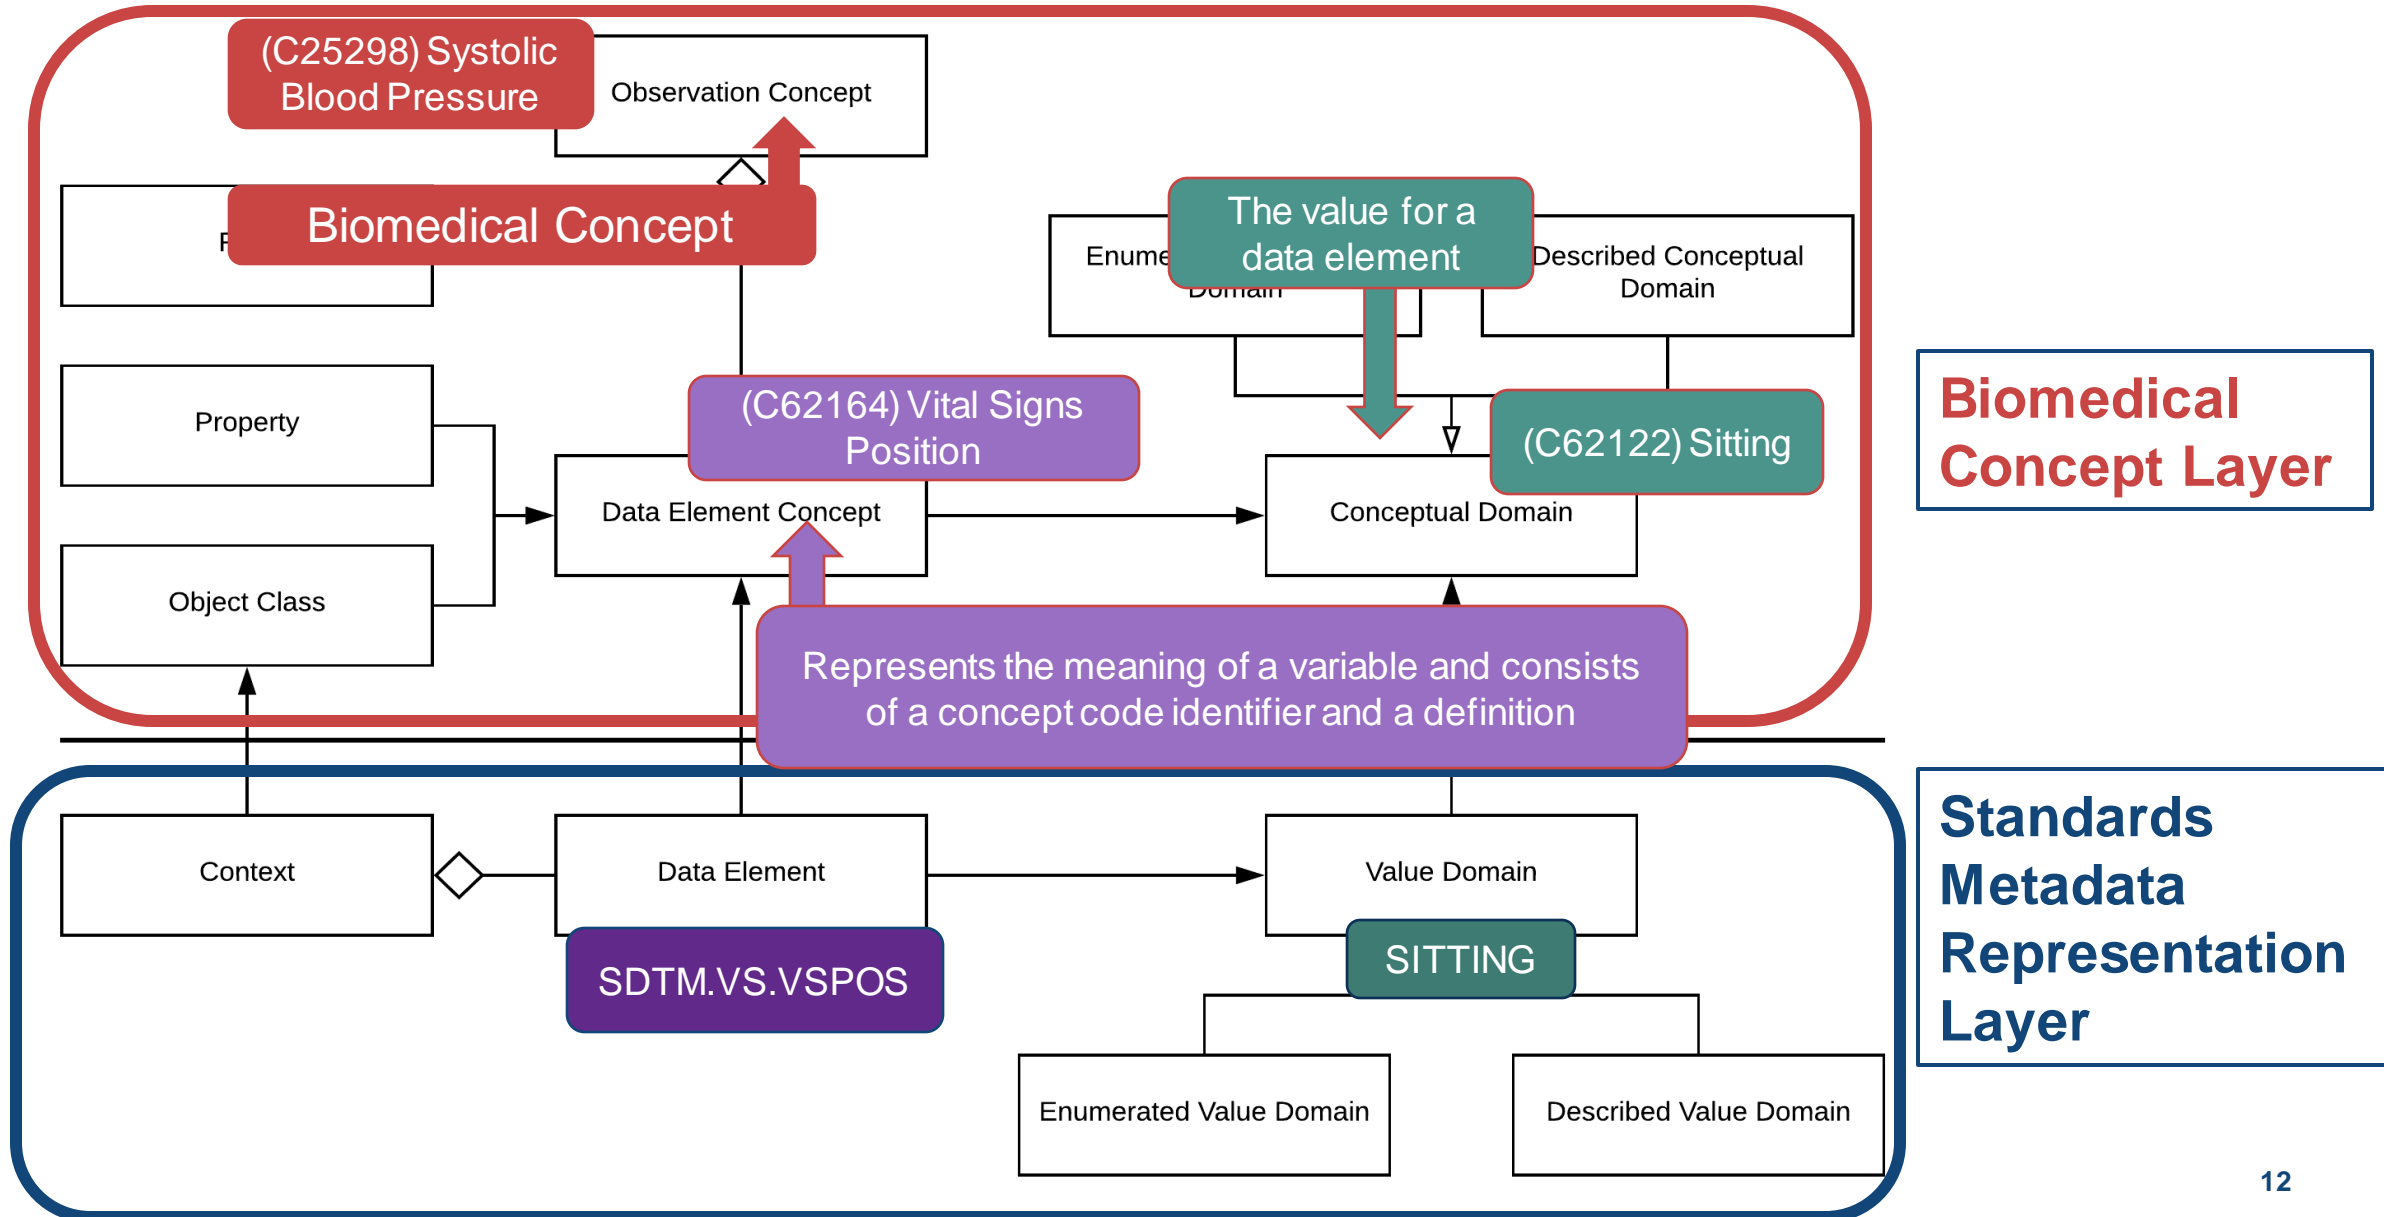 (C25298) Systolic
Blood Pressure
Observation Concept
Biomedical Concept
The value for a
data element
Described Conceptual
Domain
Domain
Property
(C62164) Vital Signs
Position
(C62122) Sitting
Data Element Concept
Conceptual Domain
Object Class
Represents the meaning of a variable and consists
of a concept code identifier and a definition
Biomedical
Concept Layer
Context
Data Element
Value Domain
SDTM.VS.VSPOS
SITTING
Enumerated Value Domain
Described Value Domain
Standards
Metadata
Representation
Layer
12